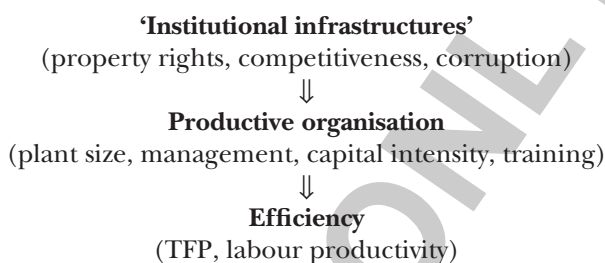 ‘Institutional infrastructures’
(property rights, competitiveness, corruption)
⇓
Productive organisation
(plant size, management, capital intensity, training)
⇓
Efficiency
(TFP, labour productivity)